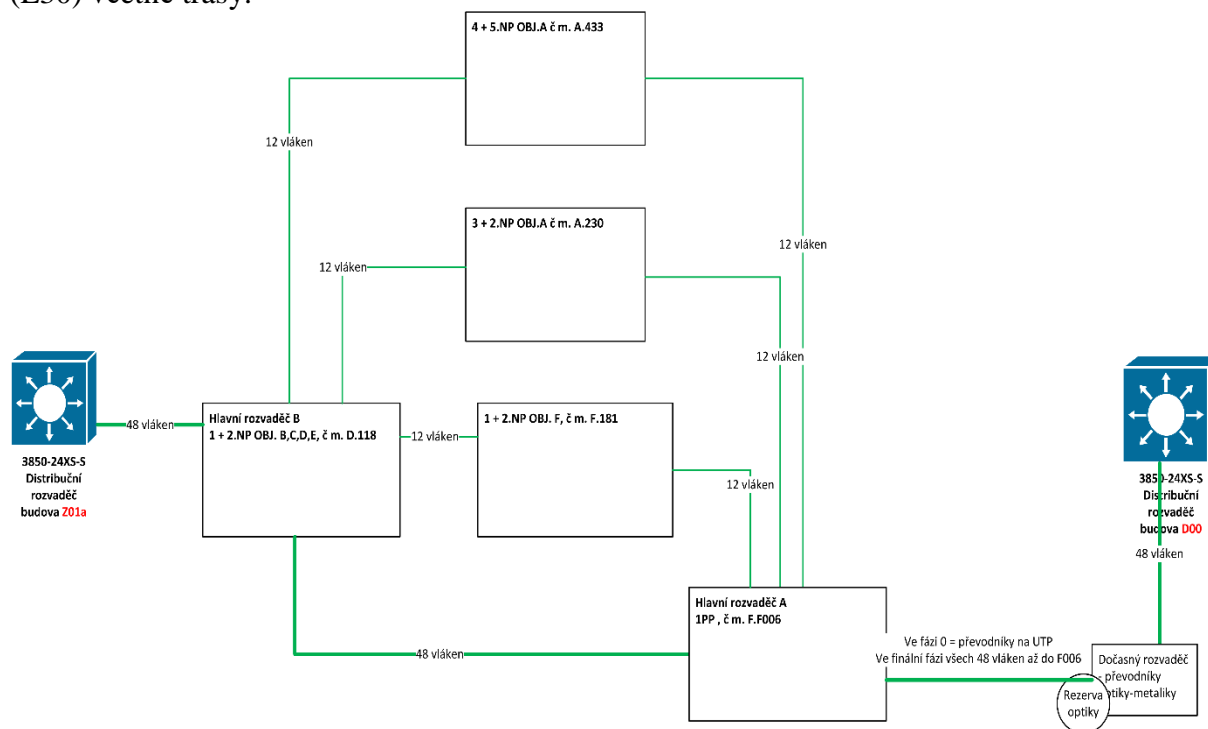 (E36) včetně trasy.
4 + 5.NP OBJ.A č m. A.433
12 vláken
12 vláken
3 + 2.NP OBJ.A č m. A.230
12 vláken
12 vláken
3850-24XS-S
Distribuční
rozvaděč
budova Z01a
48 vláken
Hlavní rozvaděč B
1 + 2.NP OBJ. B,C,D,E, č m. D.118
12 vláken
1 + 2.NP OBJ. F, č m. F.181
12 vláken
3850-24XS-S
Distribuční
rozvaděč
budova D00
48 vláken
48 vláken
Hlavní rozvaděč A
1PP , č m. F.F006
Ve fázi 0 = převodníky na UTP
Ve finální fázi všech 48 vláken až do F006
Dočasný rozvaděč
- převodníky
optiky-metaliky
Rezerva
optiky